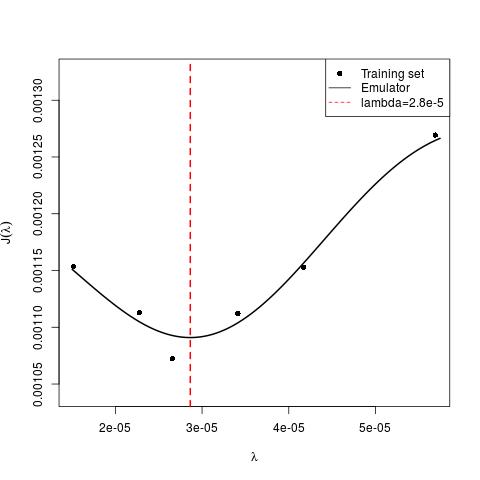 Training set
Emulator
lambda=2.8e-5
J(λ)
0.00130
0.00125
0.00120
0.00115
0.00110
0.00105
2e-05 3e-05 4e-05 5e-05
λ